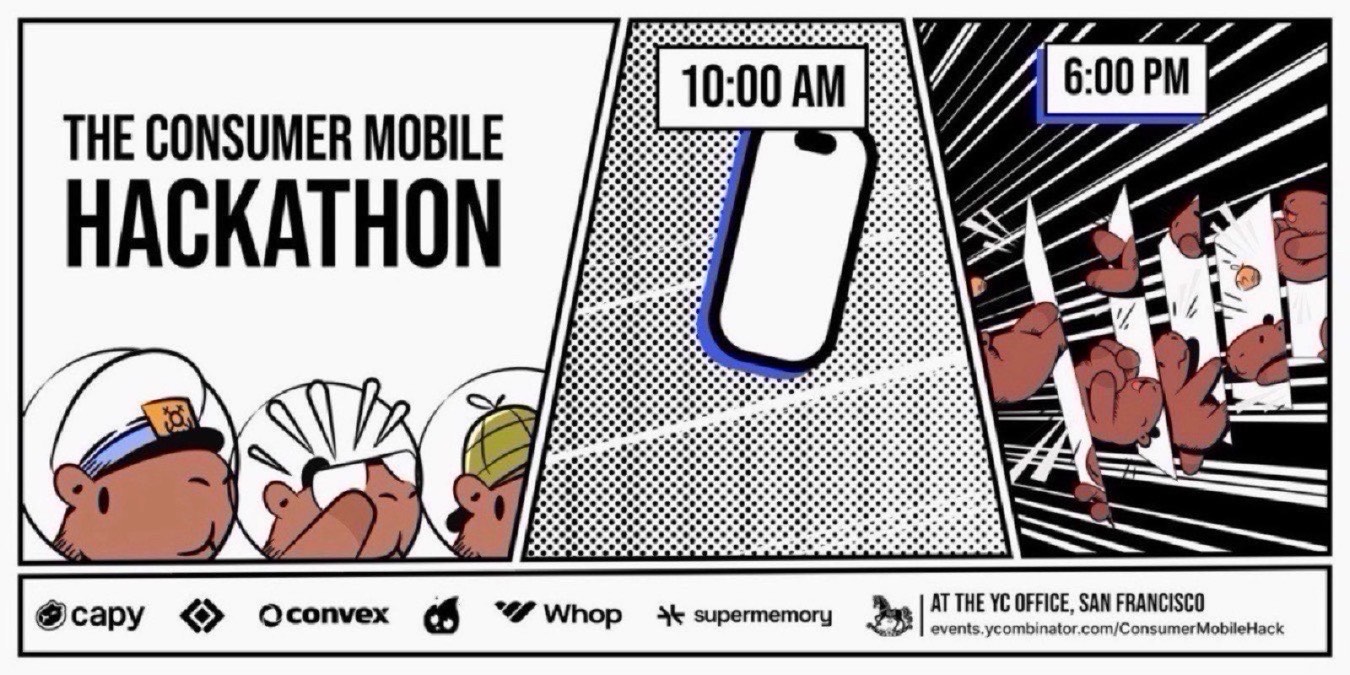 THE CONSUMER MOBILE
HACKATHON
10:00 AM
6:00 PM
capy
convex
Whop
supermemory
AT THE YC OFFICE, SAN FRANCISCO
events.ycombinator.com/ConsumerMobileHack